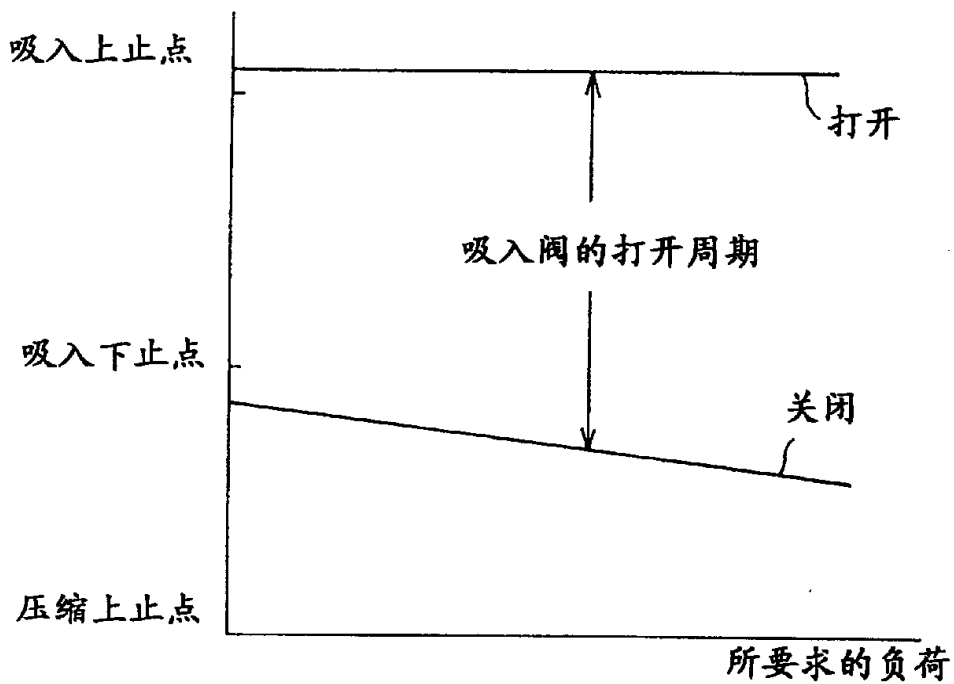 吸入上止点
打开
吸入阀的打开周期
吸入下止点
关闭
压缩上止点
所要求的负荷